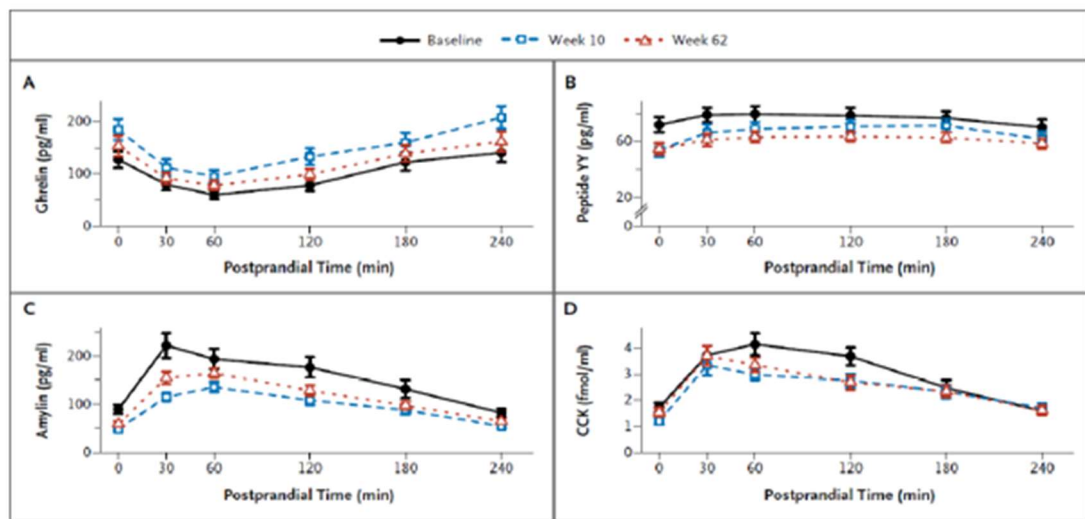 Baseline Week 10 Week 62
A
Ghrelin (pg/ml)
200
100
0
0 30 60 120 180 240
Postprandial Time (min)
B
Peptide YY (pg/ml)
60
20
0 30 60 120 180 240
Postprandial Time (min)
C
Amylin (pg/ml)
200
100
0
0 30 60 120 180 240
Postprandial Time (min)
D
CCK (fmol/ml)
4
3
2
1
0
0 30 60 120 180 240
Postprandial Time (min)